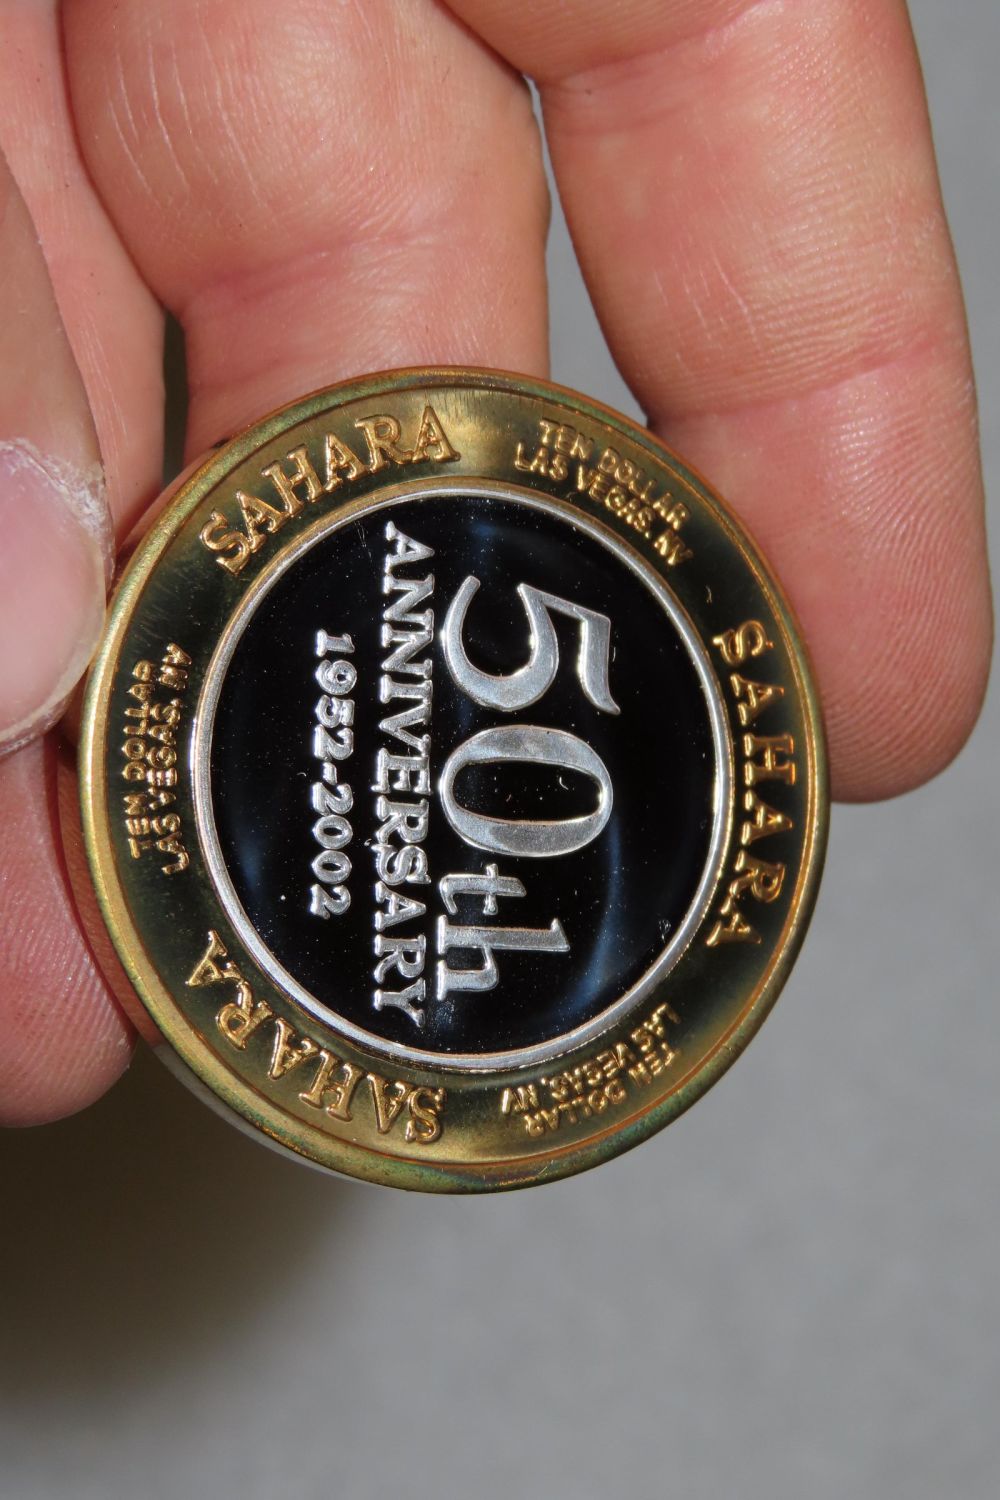 50th
ANNIVERSARY
1952-2002
SAHARA
TEN DOLLAR
LAS VEGAS, NV
SAHARA
TEN DOLLAR
LAS VEGAS, NV
SAHARA
TEN DOLLAR
LAS VEGAS, NV